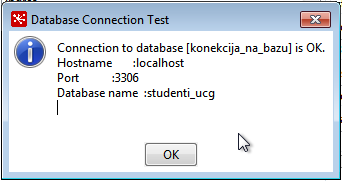 Database Connection Test
Connection to database [konekcija_na_bazu] is OK.
Hostname :localhost
Port :3306
Database name :studenti_ucg
OK